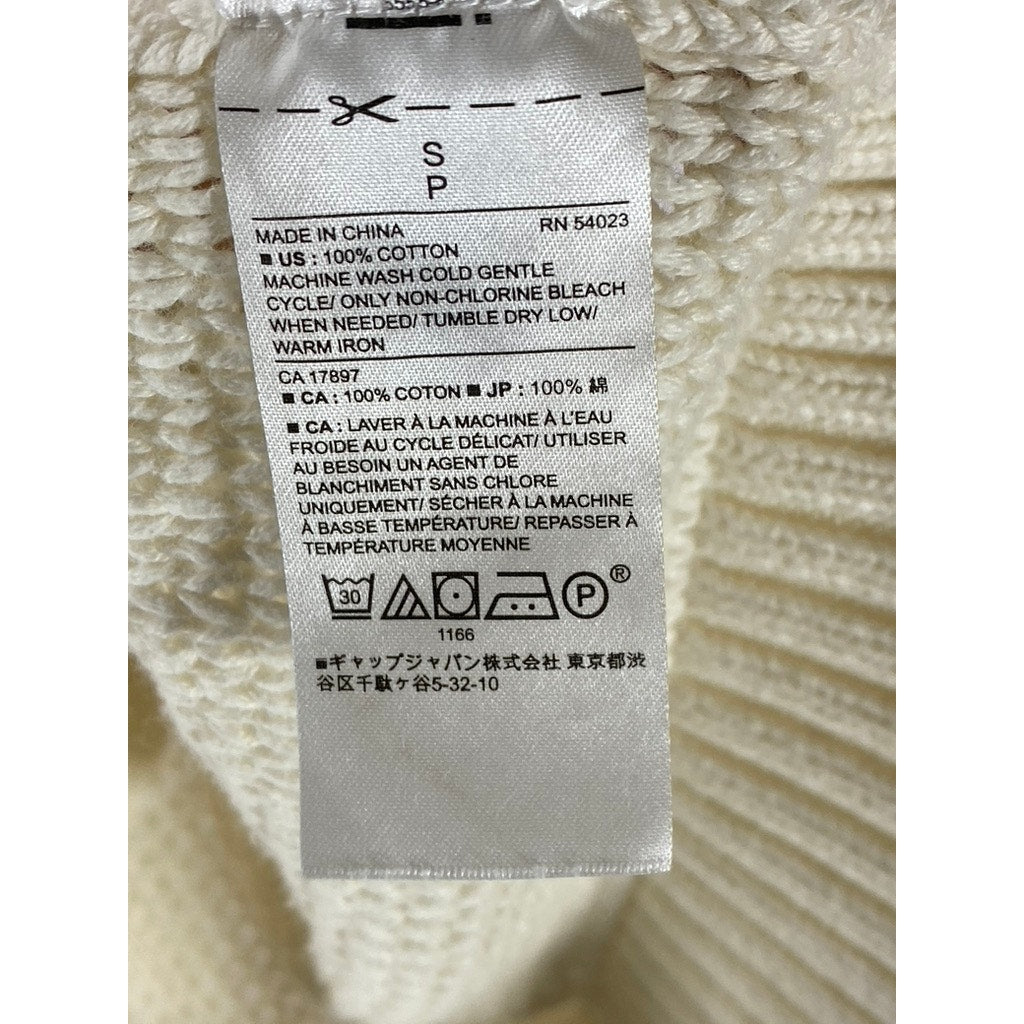 S
P
MADE IN CHINA RN 54023
■ US : 100% COTTON
MACHINE WASH COLD GENTLE
CYCLE/ ONLY NON-CHLORINE BLEACH
WHEN NEEDED/ TUMBLE DRY LOW/
WARM IRON
CA 17897
■ CA : 100% COTON ■ JP : 100% 綿
■ CA : LAVER À LA MACHINE À L'EAU
FROIDE AU CYCLE DÉLICAT/ UTILISER
AU BESOIN UN AGENT DE
BLANCHIMENT SANS CHLORE
UNIQUEMENT/ SÉCHER À LA MACHINE
À BASSE TEMPÉRATURE/ REPASSER À
TEMPÉRATURE MOYENNE
30 P ®
1166
■ギャップジャパン株式会社 東京都渋
谷区千駄ケ谷5-32-10